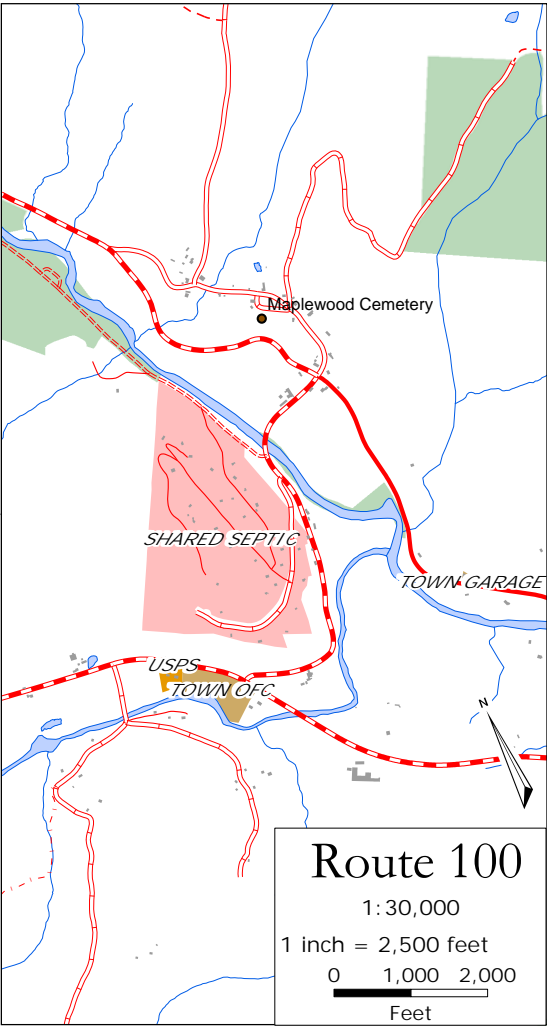 Maplewood Cemetery
SHARED SEPTIC
TOWN GARAGE
USPS
TOWN OFC
N
Route 100
1:30,000
1 inch = 2,500 feet
0 1,000 2,000
Feet